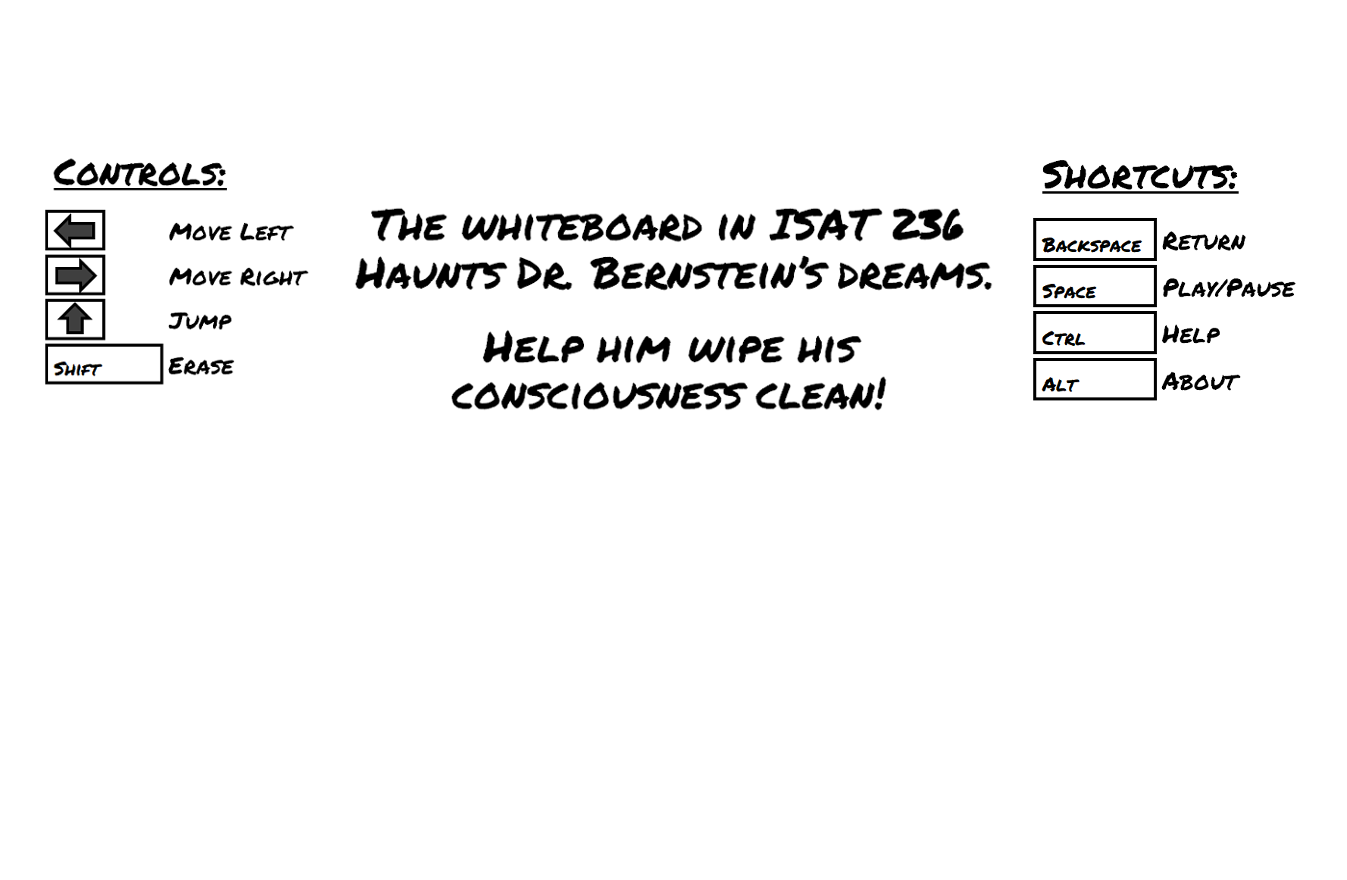 Controls:
Move Left
Move Right
Jump
Shift Erase
The whiteboard in ISAT 236
Haunts Dr. Bernstein's dreams.
Help him wipe his
consciousness clean!
Shortcuts:
Backspace Return
Space Play/Pause
Ctrl Help
Alt About